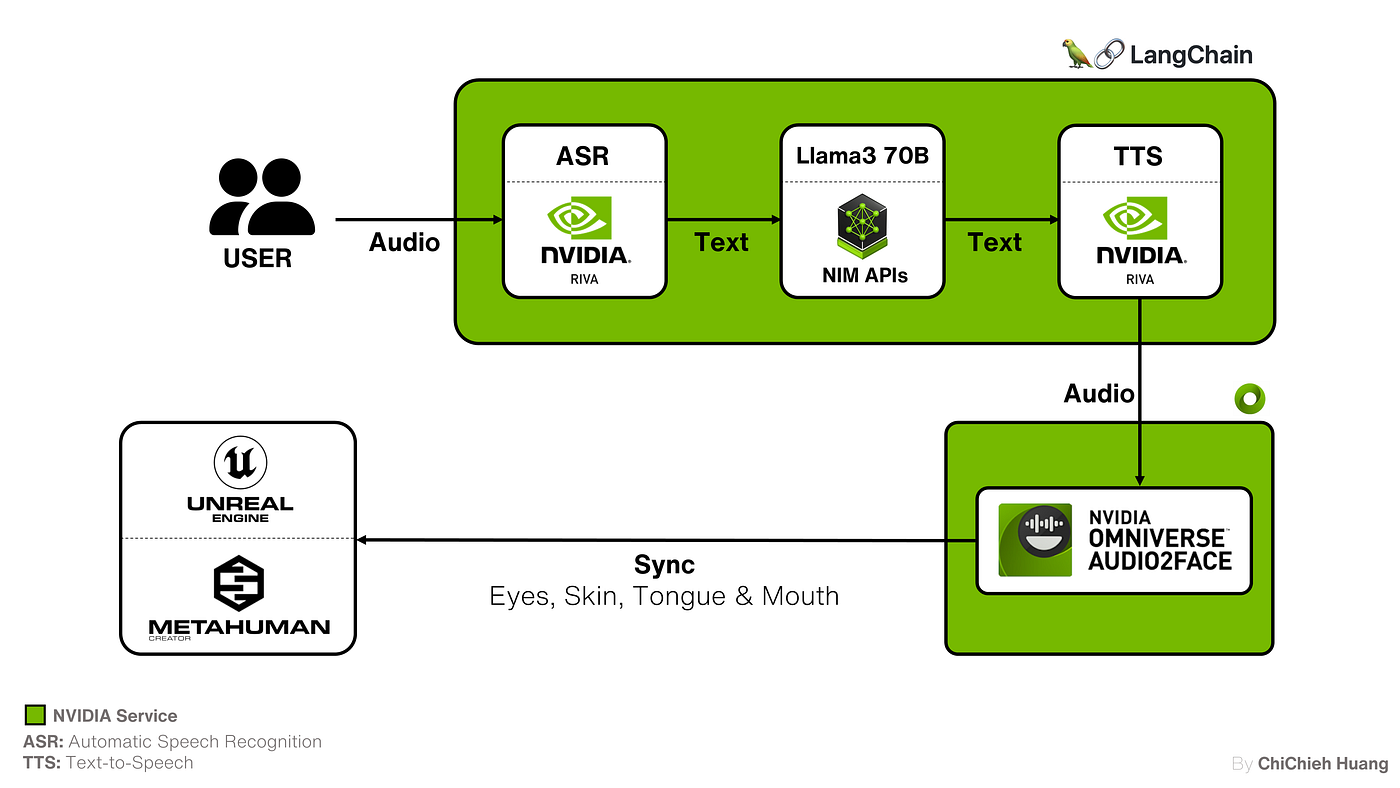 LangChain
ASR
Llama3 70B
TTS
NVIDIA.
RIVA
NIM APIs
NVIDIA.
RIVA
USER
Audio
Text
Text
Audio
UNREAL
ENGINE
METAHUMAN
CREATOR
Sync
Eyes, Skin, Tongue & Mouth
NVIDIA
OMNIVERSE™
AUDIO2FACE
NVIDIA Service
ASR: Automatic Speech Recognition
TTS: Text-to-Speech
By ChiChieh Huang